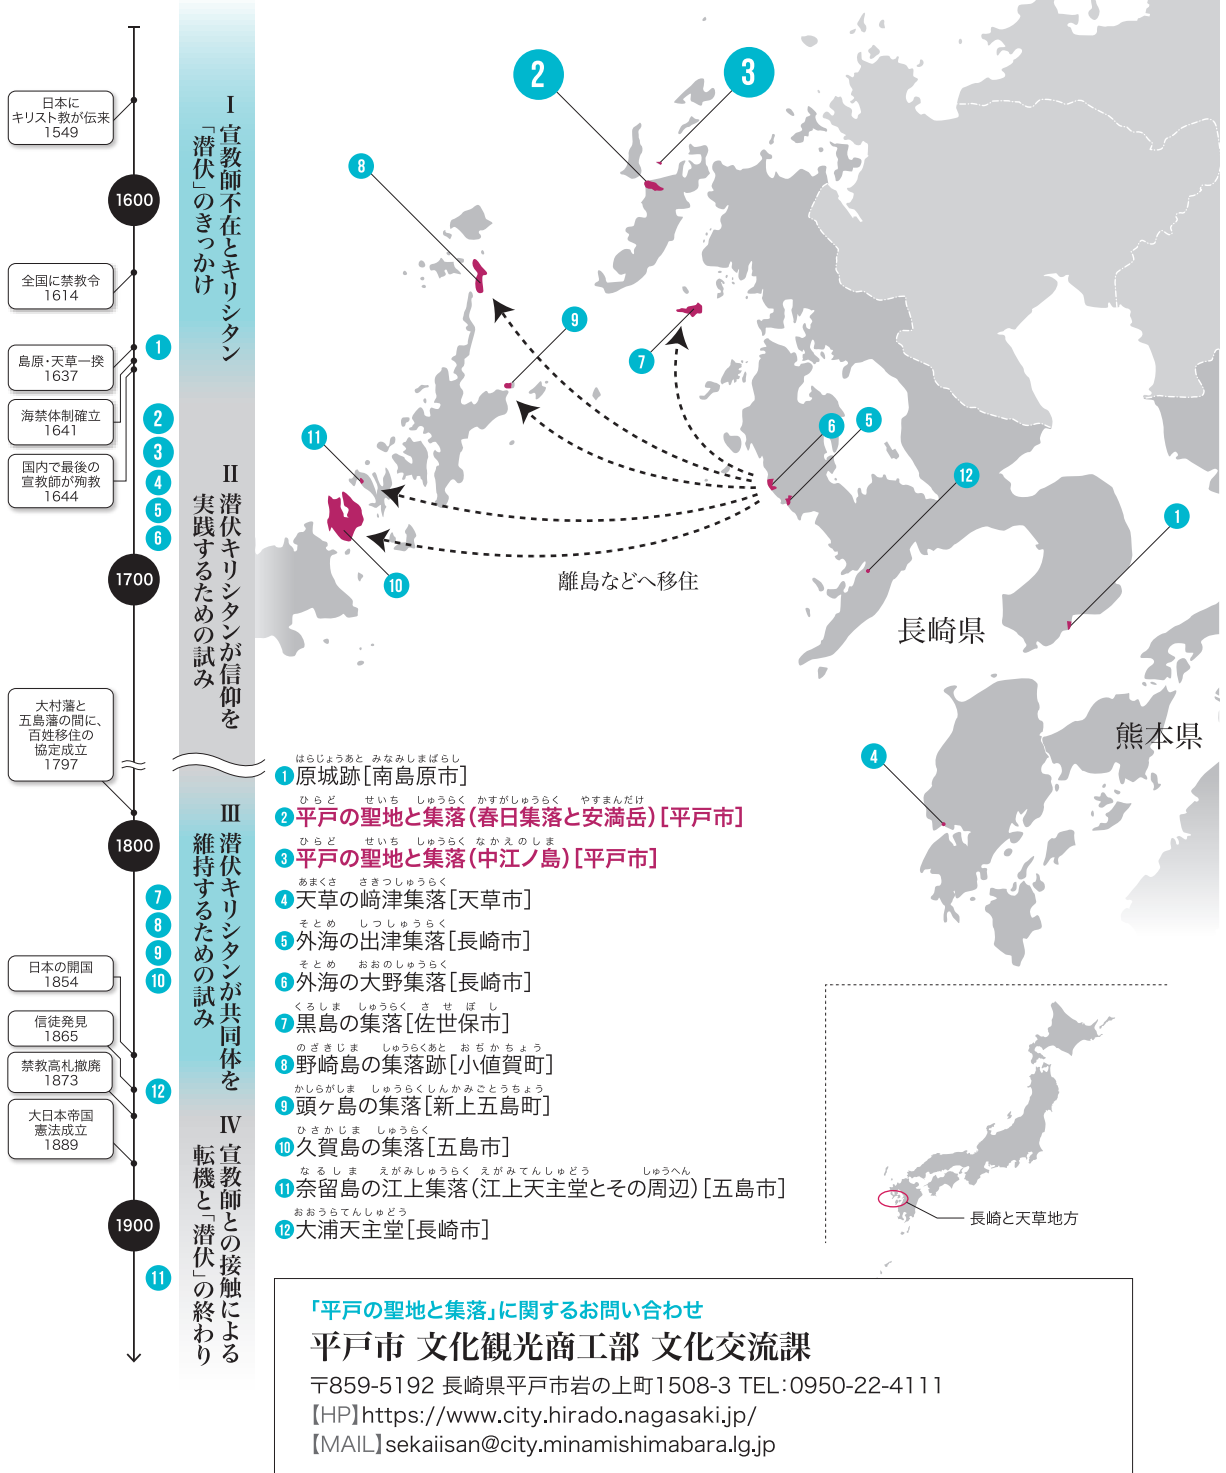 日本に
キリスト教が伝来
1549
1600
全国に禁教令
1614
島原・天草一揆
1637
海禁体制確立
1641
国内で最後の
宣教師が殉教
1644
1700
大村藩と
五島藩の間に、
百姓移住の
協定成立
1797
1800
日本の開国
1854
信徒発見
1865
禁教高札撤廃
1873
大日本帝国
憲法成立
1889
1900
1
2
3
4
5
6
7
8
9
10
12
11
Ⅰ 宣教師不在とキリシタン
「潜伏」のきっかけ
Ⅱ 潜伏キリシタンが信仰を
実践するための試み
Ⅲ 潜伏キリシタンが共同体を
維持するための試み
Ⅳ 宣教師との接触による
転機と「潜伏」の終わり
2
3
8
9
7
6
5
11
12
1
10
離島などへ移住
長崎県
熊本県
4
はらじょうあと みなみしまばらし
1 原城跡[南島原市]
ひらど せいち しゅうらく かすがしゅうらく やすまんだけ
2 平戸の聖地と集落(春日集落と安満岳)[平戸市]
ひらど せいち しゅうらく なかえのしま
3 平戸の聖地と集落(中江ノ島)[平戸市]
あまくさ さきつしゅうらく
4 天草の﨑津集落[天草市]
そとめ しつしゅうらく
5 外海の出津集落[長崎市]
そとめ おおのしゅうらく
6 外海の大野集落[長崎市]
くろしま しゅうらく させぼし
7 黒島の集落[佐世保市]
のざきじま しゅうらくあと おぢかちょう
8 野崎島の集落跡[小値賀町]
かしらがしま しゅうらく しんかみごとうちょう
9 頭ヶ島の集落[新上五島町]
ひさかじま しゅうらく
10 久賀島の集落[五島市]
なるしま えがみしゅうらく えがみてんしゅどう しゅうへん
11 奈留島の江上集落(江上天主堂とその周辺)[五島市]
おおうらてんしゅどう
12 大浦天主堂[長崎市]
長崎と天草地方
「平戸の聖地と集落」に関するお問い合わせ
平戸市 文化観光商工部 文化交流課
〒859-5192 長崎県平戸市岩の上町1508-3 TEL:0950-22-4111
【HP】https://www.city.hirado.nagasaki.jp/
【MAIL】sekaiisan@city.minamishimabara.lg.jp